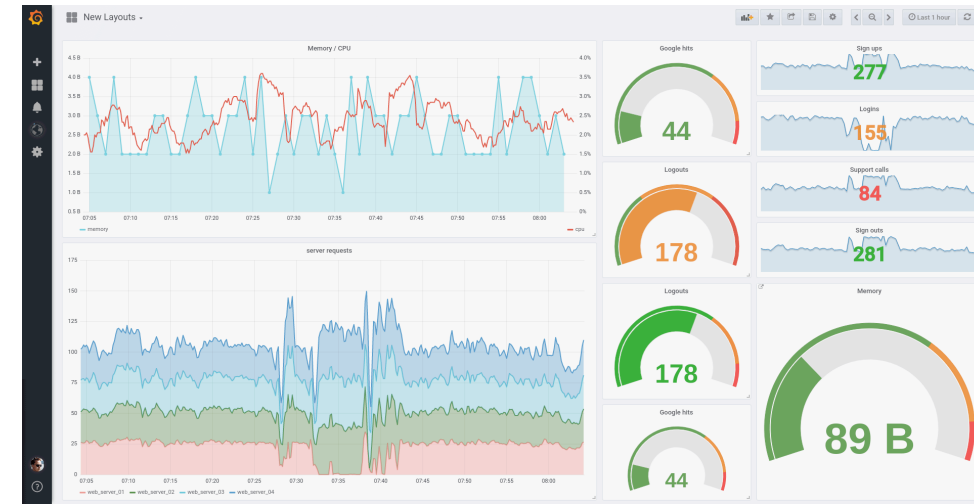 New Layouts
Last 1 hour
Memory / CPU
4.5 B
4.0 B
3.5 B
3.0 B
2.5 B
2.0 B
1.5 B
1.0 B
0.5 B
4.0%
3.5%
3.0%
2.5%
2.0%
1.5%
1.0%
0.5%
0%
07:05 07:10 07:15 07:20 07:25 07:30 07:35 07:40 07:45 07:50 07:55 08:00
memory cpu
server requests
175
150
125
100
75
50
25
0
07:05 07:10 07:15 07:20 07:25 07:30 07:35 07:40 07:45 07:50 07:55 08:00
web_server_01 web_server_02 web_server_03 web_server_04
Google hits
44
Logouts
178
Logouts
178
Google hits
44
Sign ups
277
Logins
155
Support calls
84
Sign outs
281
Memory
89 B